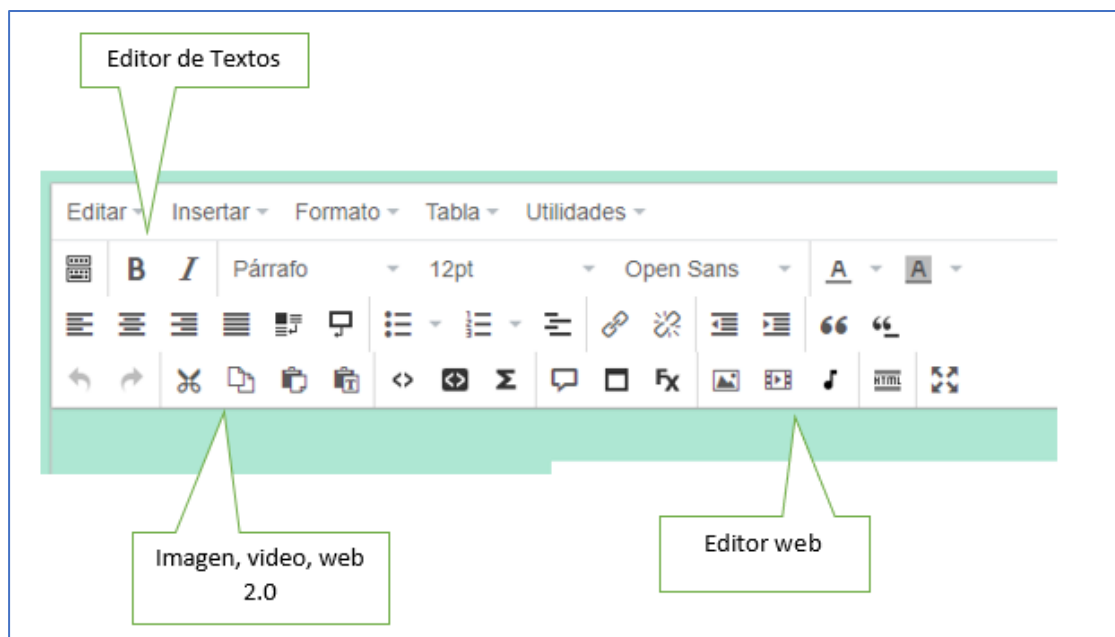 Editor de Textos
Editar Insertar Formato Tabla Utilidades
B I Párrafo 12pt Open Sans A A
Σ Fx HTML
Imagen, video, web
2.0
Editor web